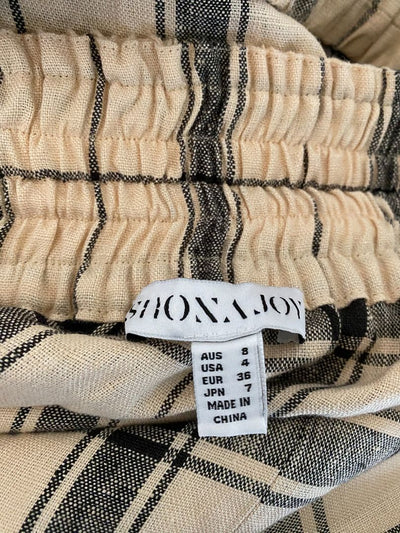 SHONA JOY
AUS 8
USA 4
EUR 36
JPN 7
MADE IN
CHINA